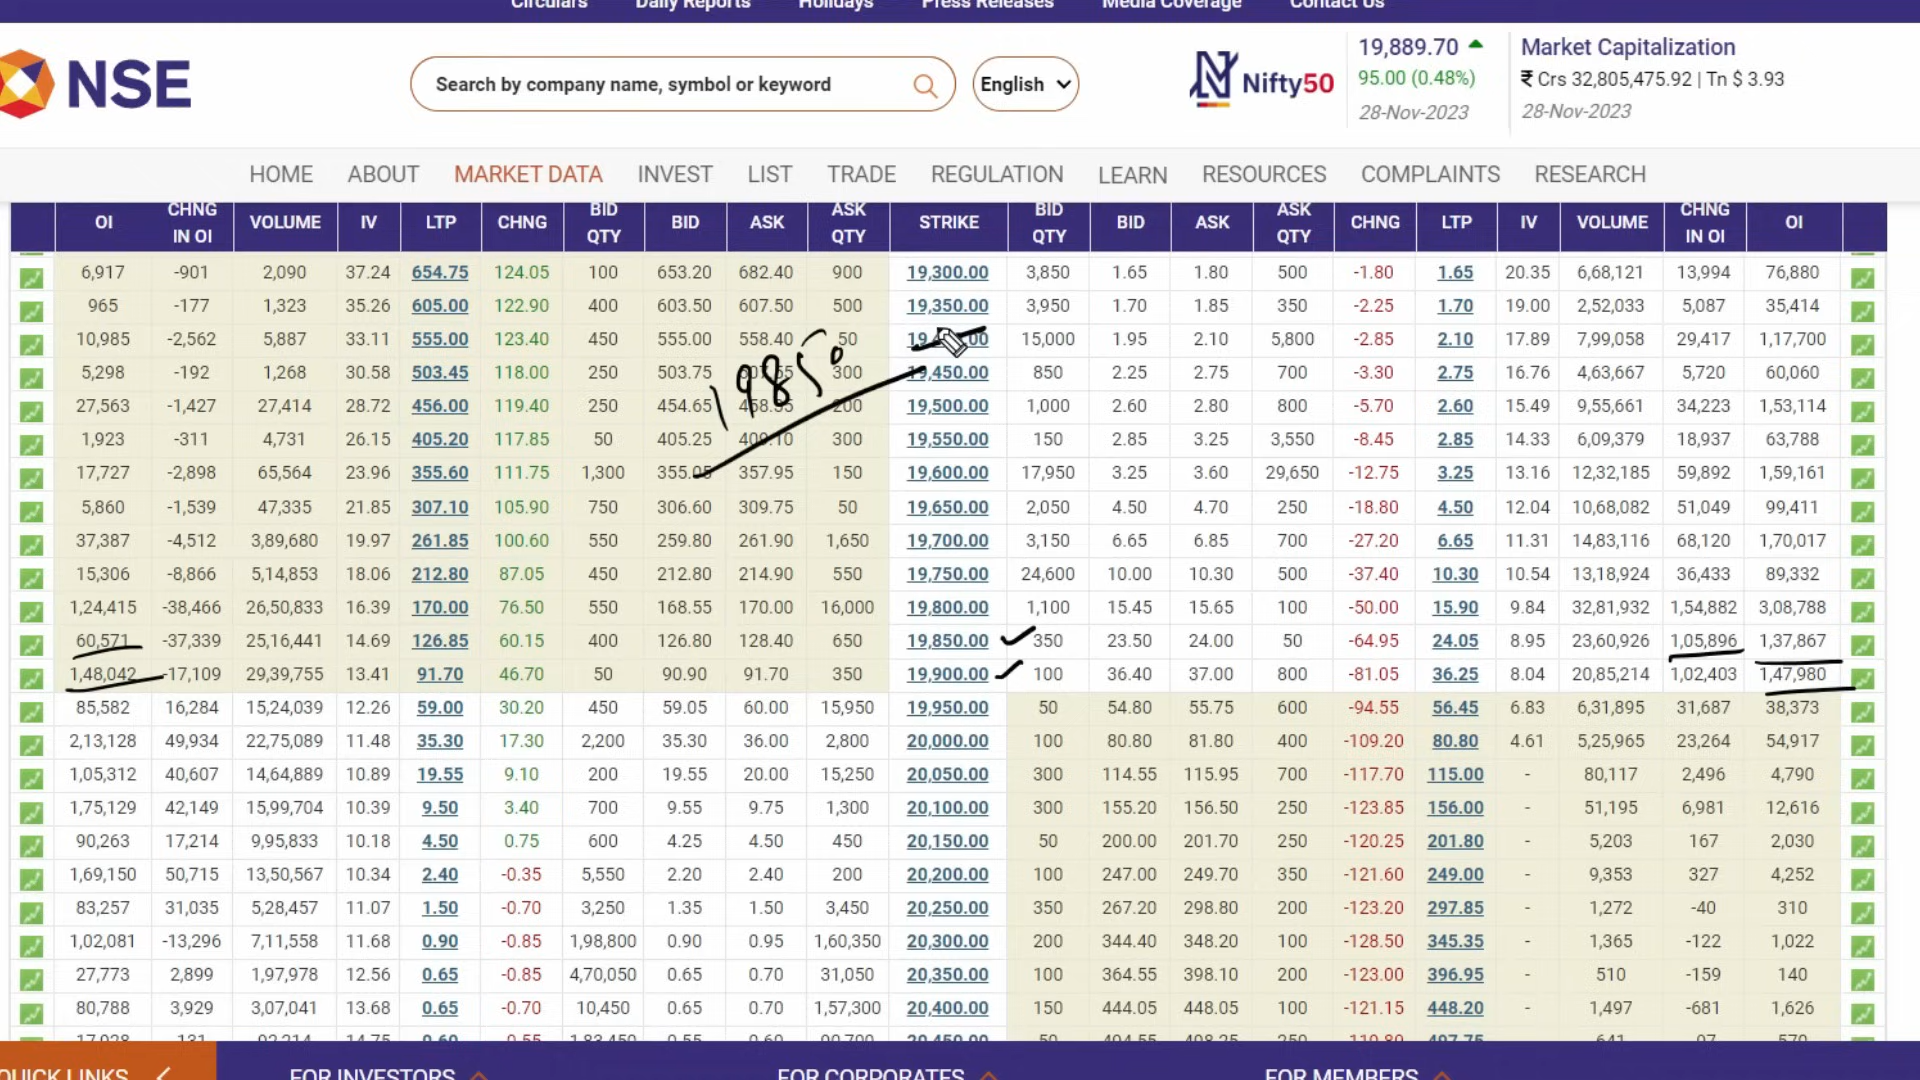 Circulars Daily Reports Holidays Press Releases Media Coverage Contact Us
NSE
Search by company name, symbol or keyword
English
Nifty50
19,889.70
95.00 (0.48%)
28-Nov-2023
Market Capitalization
₹ Crs 32,805,475.92 | Tn $ 3.93
28-Nov-2023
HOME ABOUT MARKET DATA INVEST LIST TRADE REGULATION LEARN RESOURCES COMPLAINTS RESEARCH
OI CHNG IN OI VOLUME IV LTP CHNG BID QTY BID ASK ASK QTY STRIKE BID QTY BID ASK ASK QTY CHNG LTP IV VOLUME CHNG IN OI OI
6,917 -901 2,090 37.24 654.75 124.05 100 653.20 682.40 900 19,300.00 3,850 1.65 1.80 500 -1.80 1.65 20.35 6,68,121 13,994 76,880
965 -177 1,323 35.26 605.00 122.90 400 603.50 607.50 500 19,350.00 3,950 1.70 1.85 350 -2.25 1.70 19.00 2,52,033 5,087 35,414
10,985 -2,562 5,887 33.11 555.00 123.40 450 555.00 558.40 50 15,000 1.95 2.10 5,800 -2.85 2.10 17.89 7,99,058 29,417 1,17,700
5,298 -192 1,268 30.58 503.45 118.00 250 503.75 300 19,450.00 850 2.25 2.75 700 -3.30 2.75 16.76 4,63,667 5,720 60,060
19850
27,563 -1,427 27,414 28.72 456.00 119.40 250 454.65 200 19,500.00 1,000 2.60 2.80 800 -5.70 2.60 15.49 9,55,661 34,223 1,53,114
1,923 -311 4,731 26.15 405.20 117.85 50 405.25 409.10 300 19,550.00 150 2.85 3.25 3,550 -8.45 2.85 14.33 6,09,379 18,937 63,788
17,727 -2,898 65,564 23.96 355.60 111.75 1,300 355.05 357.95 150 19,600.00 17,950 3.25 3.60 29,650 -12.75 3.25 13.16 12,32,185 59,892 1,59,161
5,860 -1,539 47,335 21.85 307.10 105.90 750 306.60 309.75 50 19,650.00 2,050 4.50 4.70 250 -18.80 4.50 12.04 10,68,082 51,049 99,411
37,387 -4,512 3,89,680 19.97 261.85 100.60 550 259.80 261.90 1,650 19,700.00 3,150 6.65 6.85 700 -27.20 6.65 11.31 14,83,116 68,120 1,70,017
15,306 -8,866 5,14,853 18.06 212.80 87.05 450 212.80 214.90 550 19,750.00 24,600 10.00 10.30 500 -37.40 10.30 10.54 13,18,924 36,433 89,332
1,24,415 -38,466 26,50,833 16.39 170.00 76.50 550 168.55 170.00 16,000 19,800.00 1,100 15.45 15.65 100 -50.00 15.90 9.84 32,81,932 1,54,882 3,08,788
60,571 -37,339 25,16,441 14.69 126.85 60.15 400 126.80 128.40 650 19,850.00 350 23.50 24.00 50 -64.95 24.05 8.95 23,60,926 1,05,896 1,37,867
1,48,042 -17,109 29,39,755 13.41 91.70 46.70 50 90.90 91.70 350 19,900.00 100 36.40 37.00 800 -81.05 36.25 8.04 20,85,214 1,02,403 1,47,980
85,582 16,284 15,24,039 12.26 59.00 30.20 450 59.05 60.00 15,950 19,950.00 50 54.80 55.75 600 -94.55 56.45 6.83 6,31,895 31,687 38,373
2,13,128 49,934 22,75,089 11.48 35.30 17.30 2,200 35.30 36.00 2,800 20,000.00 100 80.80 81.80 400 -109.20 80.80 4.61 5,25,965 23,264 54,917
1,05,312 40,607 14,64,889 10.89 19.55 9.10 200 19.55 20.00 15,250 20,050.00 300 114.55 115.95 700 -117.70 115.00 - 80,117 2,496 4,790
1,75,129 42,149 15,99,704 10.39 9.50 3.40 700 9.55 9.75 1,300 20,100.00 300 155.20 156.50 250 -123.85 156.00 - 51,195 6,981 12,616
90,263 17,214 9,95,833 10.18 4.50 0.75 600 4.25 4.50 450 20,150.00 50 200.00 201.70 250 -120.25 201.80 - 5,203 167 2,030
1,69,150 50,715 13,50,567 10.34 2.40 -0.35 5,550 2.20 2.40 200 20,200.00 100 247.00 249.70 350 -121.60 249.00 - 9,353 327 4,252
83,257 31,035 5,28,457 11.07 1.50 -0.70 3,250 1.35 1.50 3,450 20,250.00 350 267.20 298.80 200 -123.20 297.85 - 1,272 -40 310
1,02,081 -13,296 7,11,558 11.68 0.90 -0.85 1,98,800 0.90 0.95 1,60,350 20,300.00 200 344.40 348.20 100 -128.50 345.35 - 1,365 -122 1,022
27,773 2,899 1,97,978 12.56 0.65 -0.85 4,70,050 0.65 0.70 31,050 20,350.00 100 364.55 398.10 200 -123.00 396.95 - 510 -159 140
80,788 3,929 3,07,041 13.68 0.65 -0.70 10,450 0.65 0.70 1,57,300 20,400.00 150 444.05 448.05 100 -121.15 448.20 - 1,497 -681 1,626
QUICK LINKS FOR INVESTORS FOR CORPORATES FOR MEMBERS